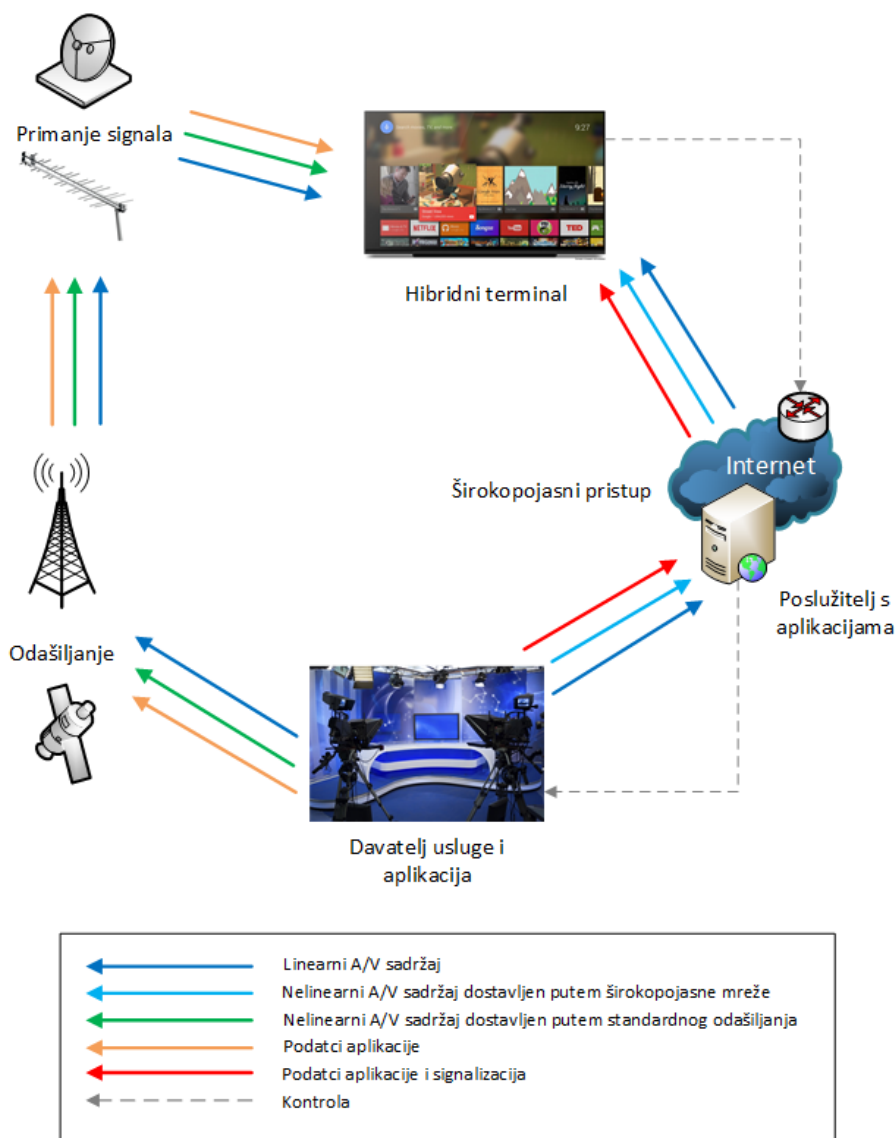 Primanje signala
9:27
NETFLIX
YouTube
TED
Hibridni terminal
Internet
Širokopojasni pristup
Poslužitelj s
aplikacijama
Odašiljanje
Davatelj usluge i
aplikacija
Linearni A/V sadržaj
Nelinearni A/V sadržaj dostavljen putem širokopojasne mreže
Nelinearni A/V sadržaj dostavljen putem standardnog odašiljanja
Podatci aplikacije
Podatci aplikacije i signalizacija
Kontrola